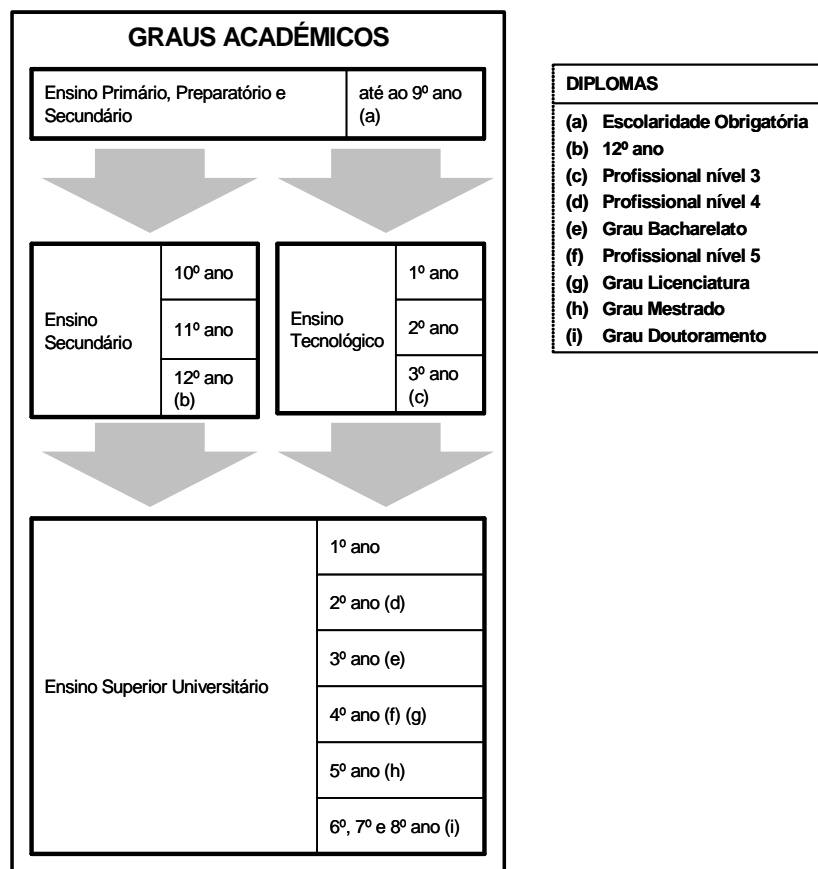 GRAUS ACADÉMICOS
Ensino Primário, Preparatório e
Secundário
até ao 9º ano
(a)
Ensino
Secundário
10º ano
11º ano
12º ano
(b)
Ensino
Tecnológico
1º ano
2º ano
3º ano
(c)
Ensino Superior Universitário
1º ano
2º ano (d)
3º ano (e)
4º ano (f) (g)
5º ano (h)
6º, 7º e 8º ano (i)
DIPLOMAS
(a) Escolaridade Obrigatória
(b) 12º ano
(c) Profissional nível 3
(d) Profissional nível 4
(e) Grau Bacharelato
(f) Profissional nível 5
(g) Grau Licenciatura
(h) Grau Mestrado
(i) Grau Doutoramento